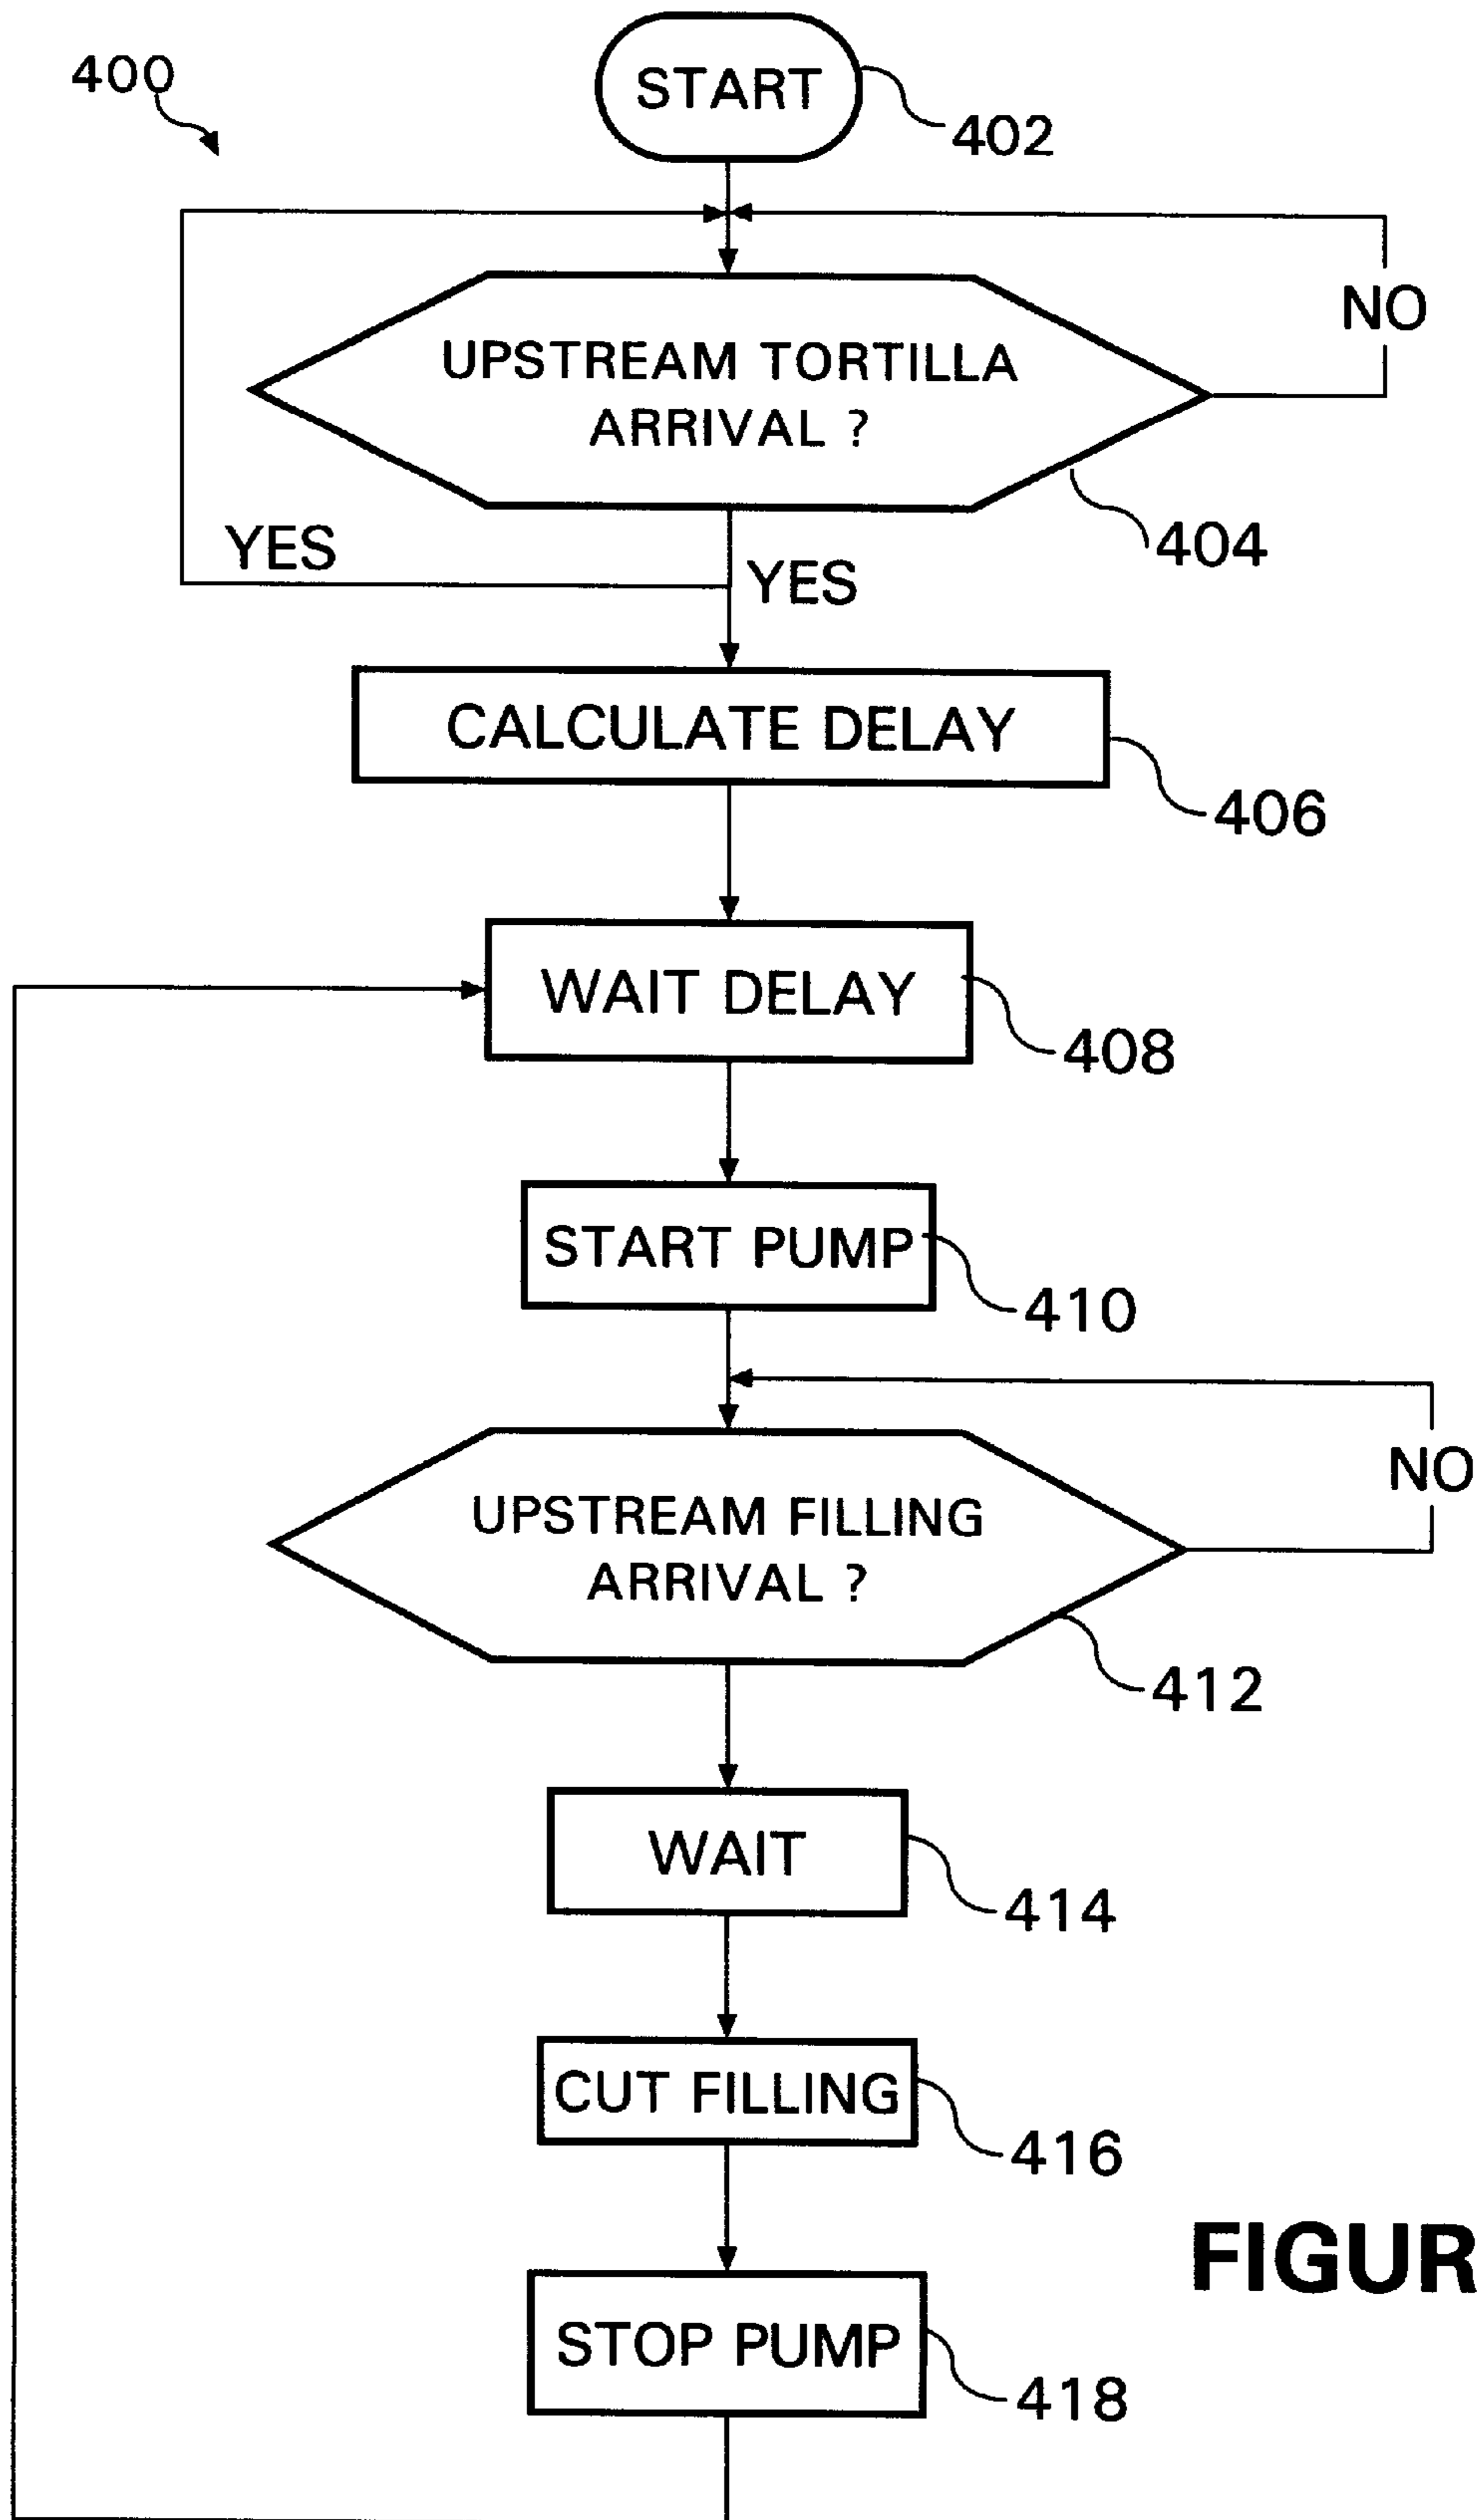 400
START
402
NO
UPSTREAM TORTILLA
ARRIVAL ?
404
YES
YES
CALCULATE DELAY
406
WAIT DELAY
408
START PUMP
410
NO
UPSTREAM FILLING
ARRIVAL ?
412
WAIT
414
CUT FILLING
416
FIGUR
STOP PUMP
418